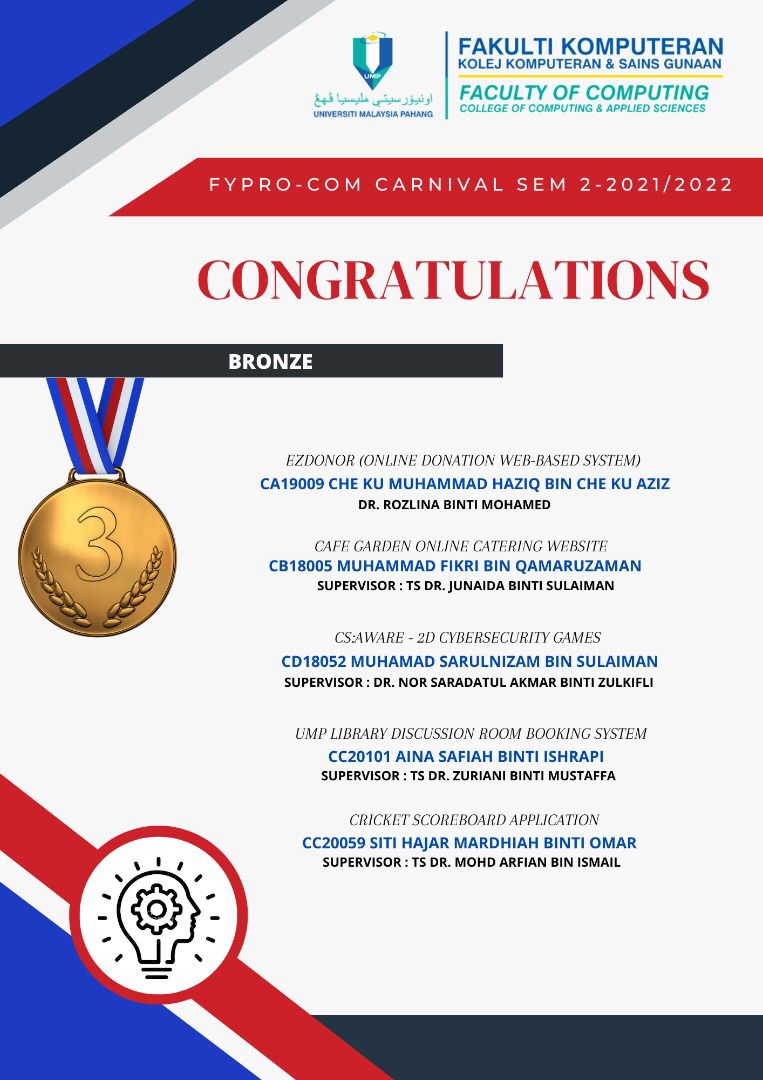 UMP
اونيۏرسيتي مليسيا ڤهڠ
UNIVERSITI MALAYSIA PAHANG
FAKULTI KOMPUTERAN
KOLEJ KOMPUTERAN & SAINS GUNAAN
FACULTY OF COMPUTING
COLLEGE OF COMPUTING & APPLIED SCIENCES
FYPRO-COM CARNIVAL SEM 2-2021/2022
CONGRATULATIONS
BRONZE
3
EZDONOR (ONLINE DONATION WEB-BASED SYSTEM)
CA19009 CHE KU MUHAMMAD HAZIQ BIN CHE KU AZIZ
DR. ROZLINA BINTI MOHAMED
CAFE GARDEN ONLINE CATERING WEBSITE
CB18005 MUHAMMAD FIKRI BIN QAMARUZAMAN
SUPERVISOR : TS DR. JUNAIDA BINTI SULAIMAN
CS:AWARE - 2D CYBERSECURITY GAMES
CD18052 MUHAMAD SARULNIZAM BIN SULAIMAN
SUPERVISOR : DR. NOR SARADATUL AKMAR BINTI ZULKIFLI
UMP LIBRARY DISCUSSION ROOM BOOKING SYSTEM
CC20101 AINA SAFIAH BINTI ISHRAPI
SUPERVISOR : TS DR. ZURIANI BINTI MUSTAFFA
CRICKET SCOREBOARD APPLICATION
CC20059 SITI HAJAR MARDHIAH BINTI OMAR
SUPERVISOR : TS DR. MOHD ARFIAN BIN ISMAIL